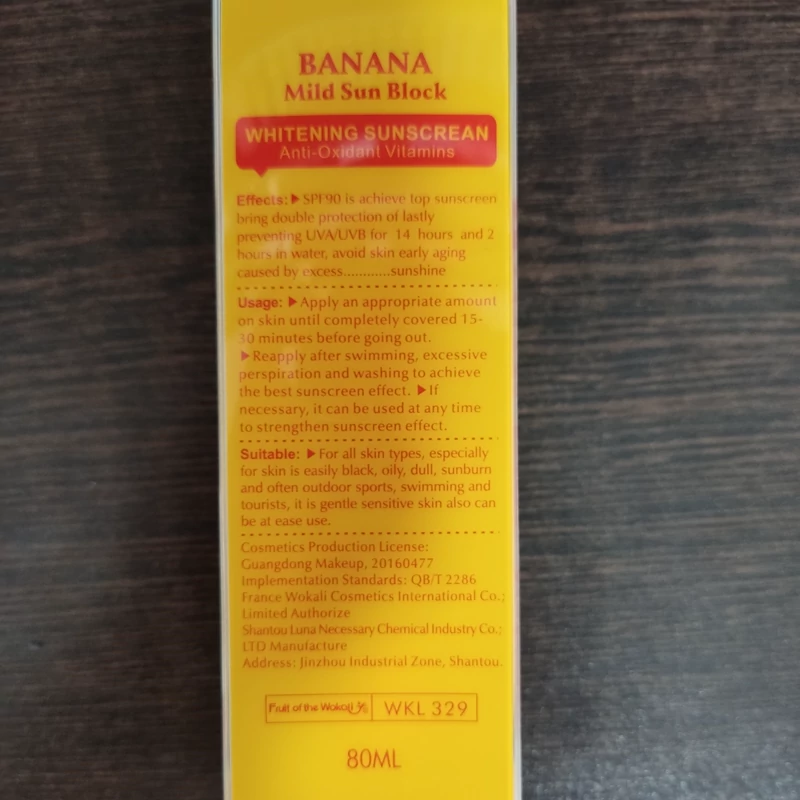 BANANA
Mild Sun Block
WHITENING SUNSCREAN
Anti-Oxidant Vitamins
Effects: ▶ SPF90 is achieve top sunscreen
bring double protection of lastly
preventing UVA/UVB for 14 hours and 2
hours in water, avoid skin early aging
caused by excess............sunshine
Usage: ▶ Apply an appropriate amount
on skin until completely covered 15-
30 minutes before going out.
▶ Reapply after swimming, excessive
perspiration and washing to achieve
the best sunscreen effect. ▶ If
necessary, it can be used at any time
to strengthen sunscreen effect.
Suitable: ▶ For all skin types, especially
for skin is easily black, oily, dull, sunburn
and often outdoor sports, swimming and
tourists, it is gentle sensitive skin also can
be at ease use.
Cosmetics Production License:
Guangdong Makeup, 20160477
Implementation Standards: QB/T 2286
France Wokali Cosmetics International Co.;
Limited Authorize
Shantou Luna Necessary Chemical Industry Co.;
LTD Manufacture
Address: Jinzhou Industrial Zone, Shantou.
Fruit of the Wokali WKL 329
80ML